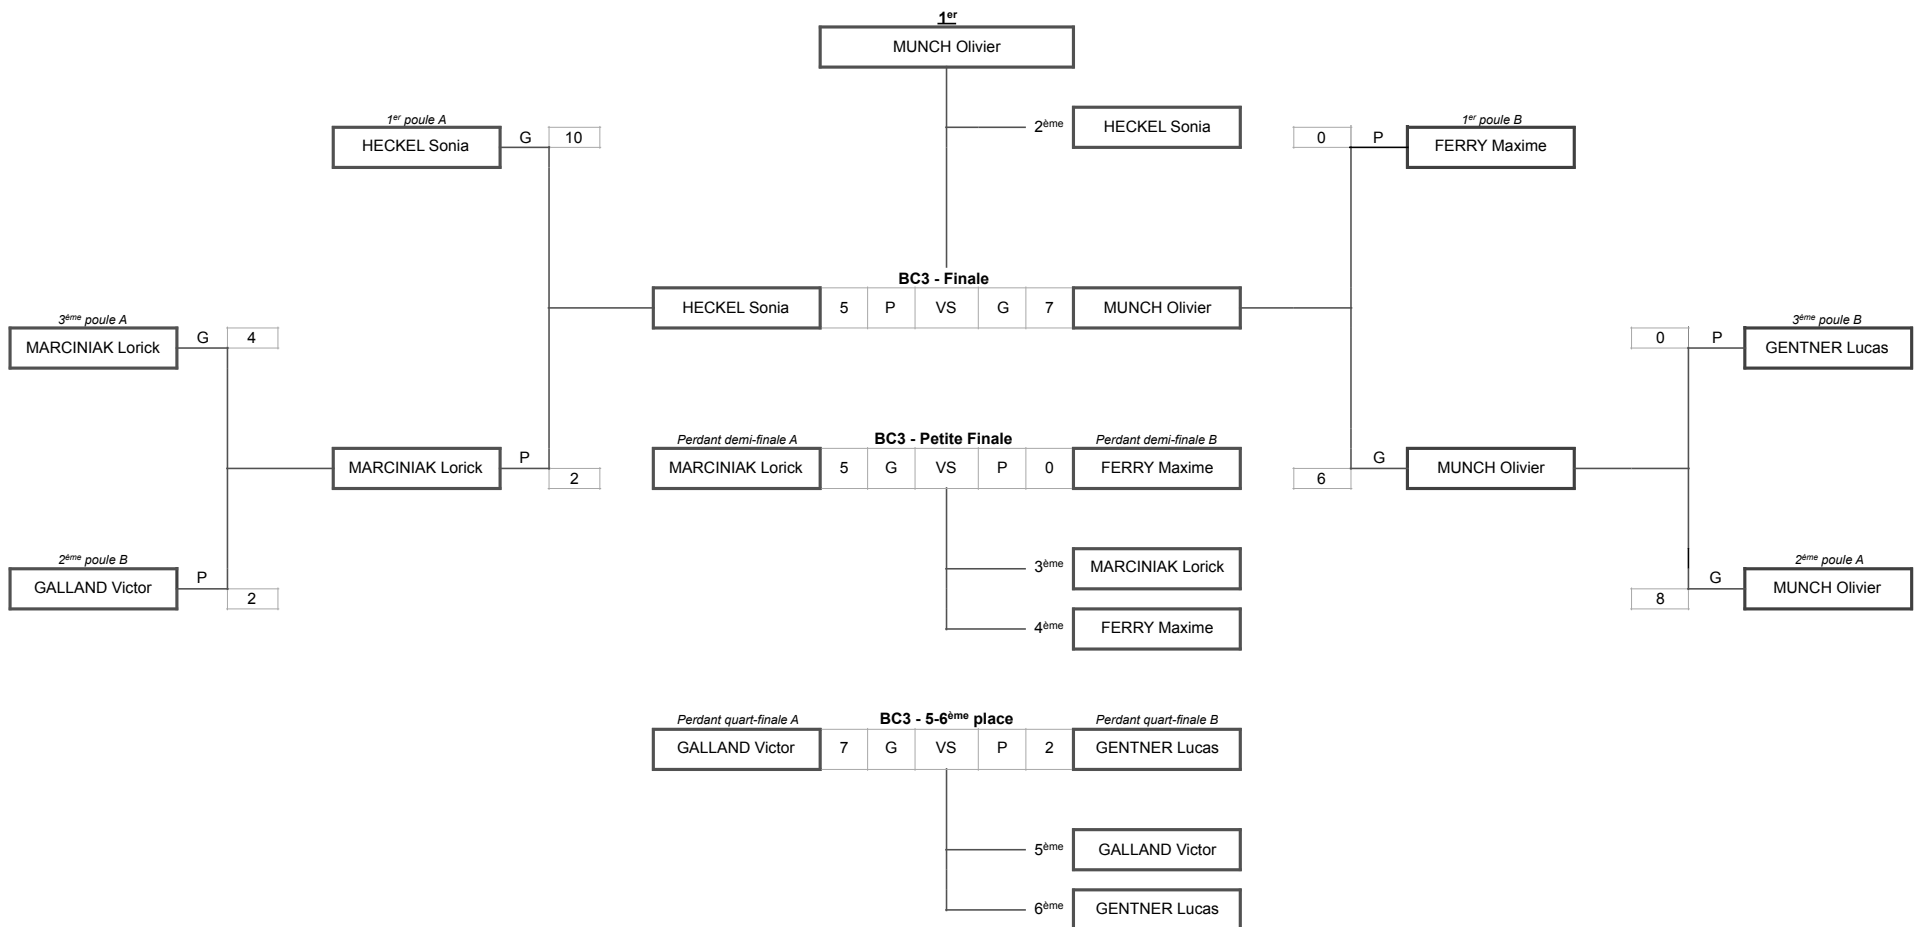 1er
MUNCH Olivier
2ème HECKEL Sonia
1er poule A
HECKEL Sonia G 10
1er poule B
0 P FERRY Maxime
BC3 - Finale
HECKEL Sonia 5 P VS G 7 MUNCH Olivier
3ème poule A
MARCINIAK Lorick G 4
3ème poule B
0 P GENTNER Lucas
MARCINIAK Lorick P 2
Perdant demi-finale A BC3 - Petite Finale Perdant demi-finale B
MARCINIAK Lorick 5 G VS P 0 FERRY Maxime
6 G MUNCH Olivier
3ème MARCINIAK Lorick
4ème FERRY Maxime
2ème poule B
GALLAND Victor P 2
2ème poule A
8 G MUNCH Olivier
Perdant quart-finale A BC3 - 5-6ème place Perdant quart-finale B
GALLAND Victor 7 G VS P 2 GENTNER Lucas
5ème GALLAND Victor
6ème GENTNER Lucas